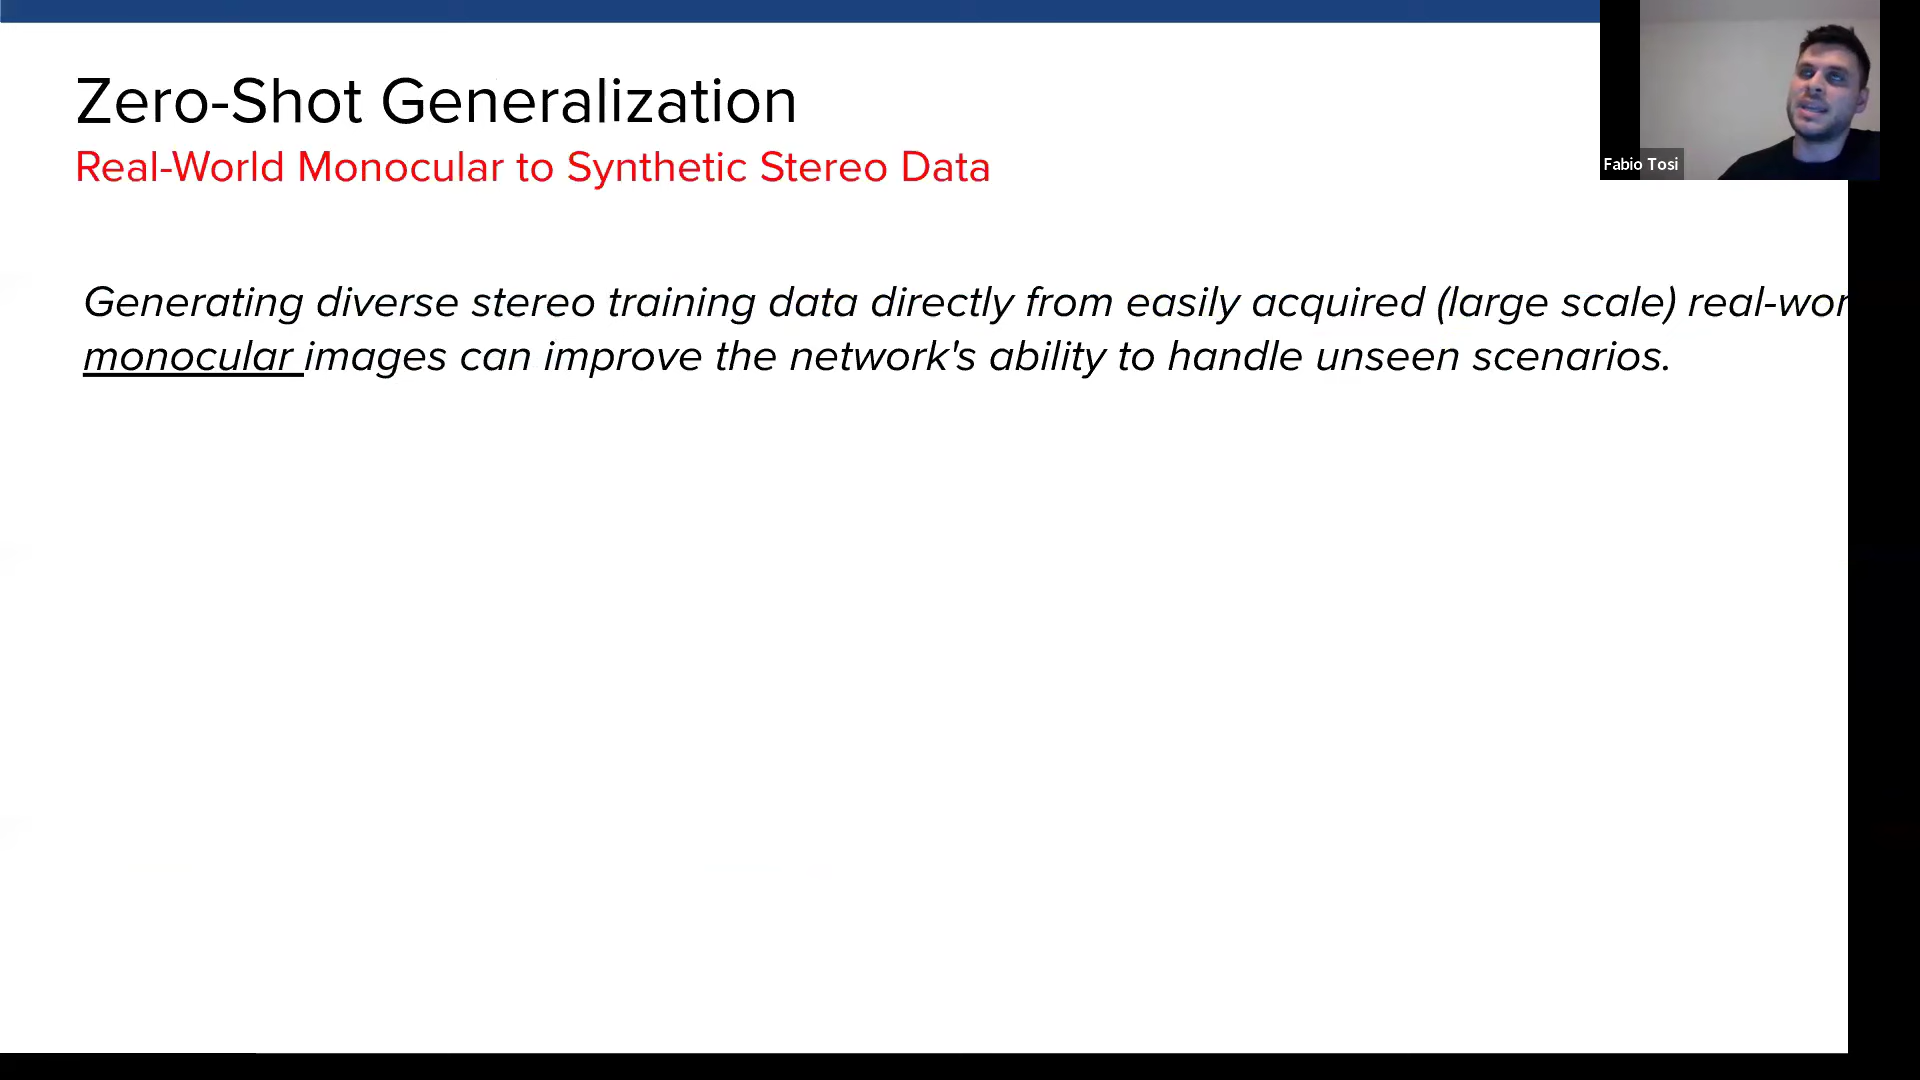 Zero-Shot Generalization
Real-World Monocular to Synthetic Stereo Data
Fabio Tosi
Generating diverse stereo training data directly from easily acquired (large scale) real-wor
monocular images can improve the network's ability to handle unseen scenarios.